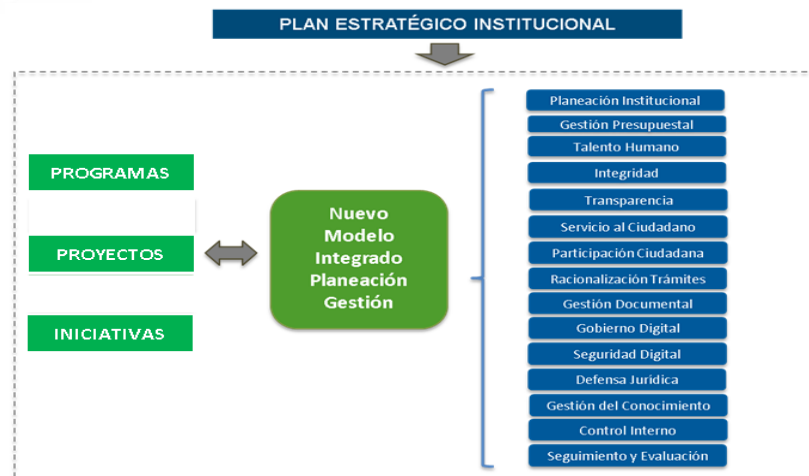 PLAN ESTRATÉGICO INSTITUCIONAL
PROGRAMAS
PROYECTOS
INICIATIVAS
Nuevo
Modelo
Integrado
Planeación
Gestión
Planeación Institucional
Gestión Presupuestal
Talento Humano
Integridad
Transparencia
Servicio al Ciudadano
Participación Ciudadana
Racionalización Trámites
Gestión Documental
Gobierno Digital
Seguridad Digital
Defensa Jurídica
Gestión del Conocimiento
Control Interno
Seguimiento y Evaluación